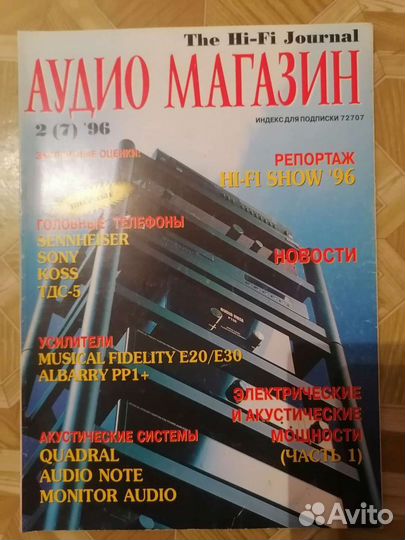 The Hi-Fi Journal
АУДИО МАГАЗИН
2 (7) '96
ИНДЕКС ДЛЯ ПОДПИСКИ 72707
ОЦЕНКИ:
РЕПОРТАЖ
HI-FI SHOW '96
ГОЛОВНЫЕ ТЕЛЕФОНЫ
SENNHEISER
SONY
KOSS
ТДС-5
НОВОСТИ
УСИЛИТЕЛИ
MUSICAL FIDELITY E20/E30
ALBARRY PP1+
ЭЛЕКТРИЧЕСКИЕ
И АКУСТИЧЕСКИЕ
МОЩНОСТИ
(ЧАСТЬ 1)
АКУСТИЧЕСКИЕ СИСТЕМЫ
QUADRAL
AUDIO NOTE
MONITOR AUDIO
Avito